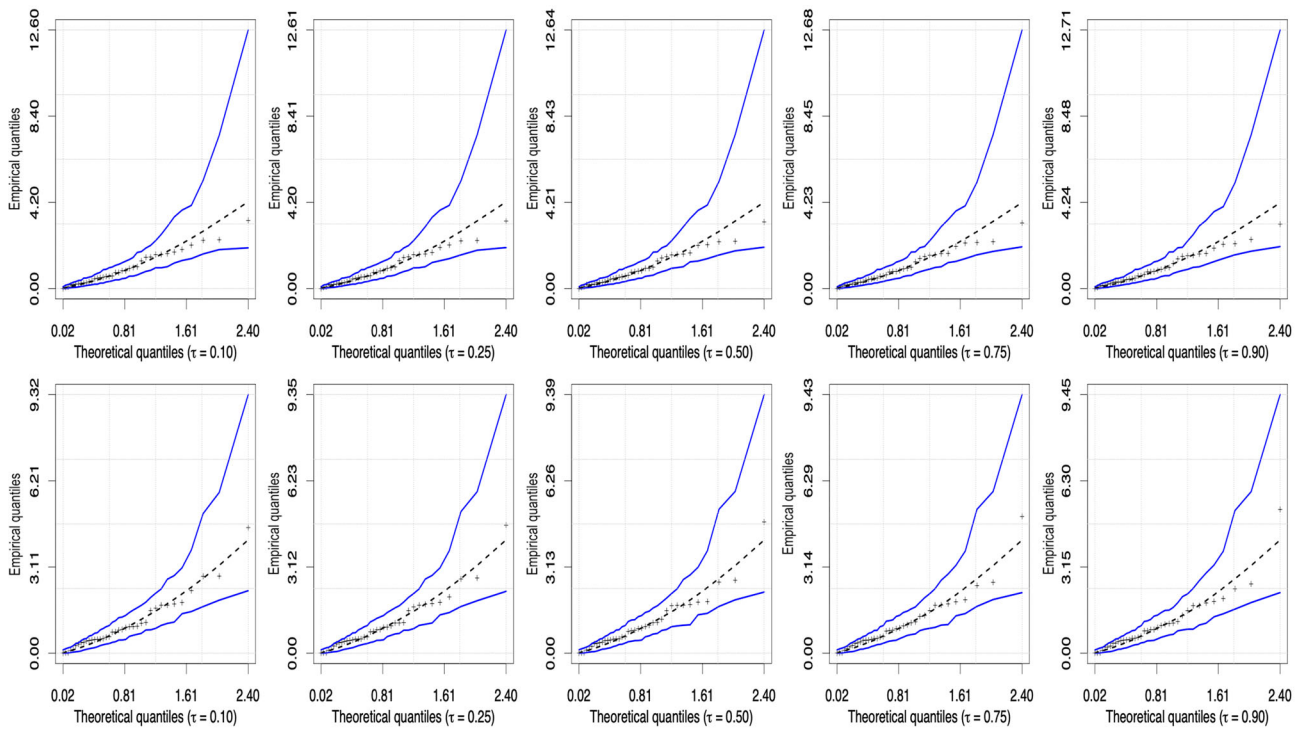 Empirical quantiles
0.00 4.20 8.40 12.60
0.02 0.81 1.61 2.40
Theoretical quantiles (τ = 0.10)
Empirical quantiles
0.00 4.20 8.41 12.61
0.02 0.81 1.61 2.40
Theoretical quantiles (τ = 0.25)
Empirical quantiles
0.00 4.21 8.43 12.64
0.02 0.81 1.61 2.40
Theoretical quantiles (τ = 0.50)
Empirical quantiles
0.00 4.23 8.45 12.68
0.02 0.81 1.61 2.40
Theoretical quantiles (τ = 0.75)
Empirical quantiles
0.00 4.24 8.48 12.71
0.02 0.81 1.61 2.40
Theoretical quantiles (τ = 0.90)
Empirical quantiles
0.00 3.11 6.21 9.32
0.02 0.81 1.61 2.40
Theoretical quantiles (τ = 0.10)
Empirical quantiles
0.00 3.12 6.23 9.35
0.02 0.81 1.61 2.40
Theoretical quantiles (τ = 0.25)
Empirical quantiles
0.00 3.13 6.26 9.39
0.02 0.81 1.61 2.40
Theoretical quantiles (τ = 0.50)
Empirical quantiles
0.00 3.14 6.29 9.43
0.02 0.81 1.61 2.40
Theoretical quantiles (τ = 0.75)
Empirical quantiles
0.00 3.15 6.30 9.45
0.02 0.81 1.61 2.40
Theoretical quantiles (τ = 0.90)